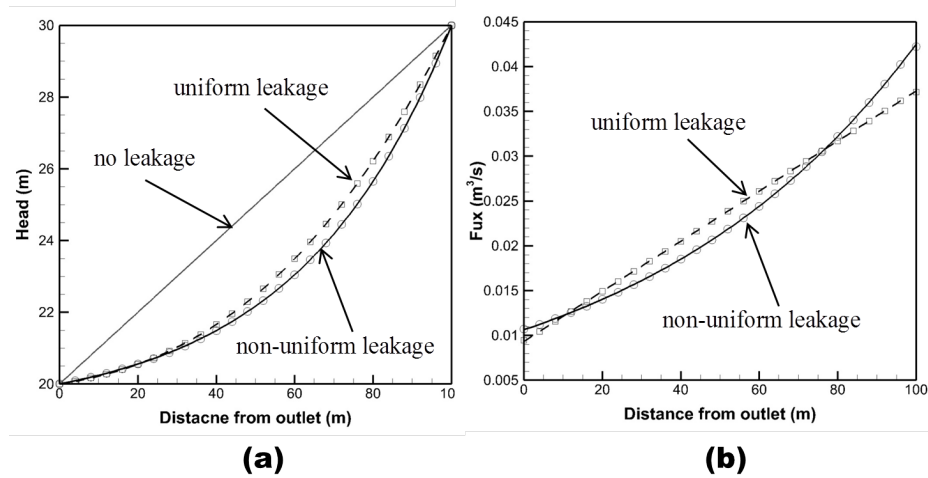 30
28
26
24
22
20
Head (m)
uniform leakage
no leakage
non-uniform leakage
0
20
40
60
80
100
Distacne from outlet (m)
(a)
0.045
0.04
0.035
0.03
0.025
0.02
0.015
0.01
0.005
Fux (m³/s)
uniform leakage
non-uniform leakage
0
20
40
60
80
100
Distance from outlet (m)
(b)